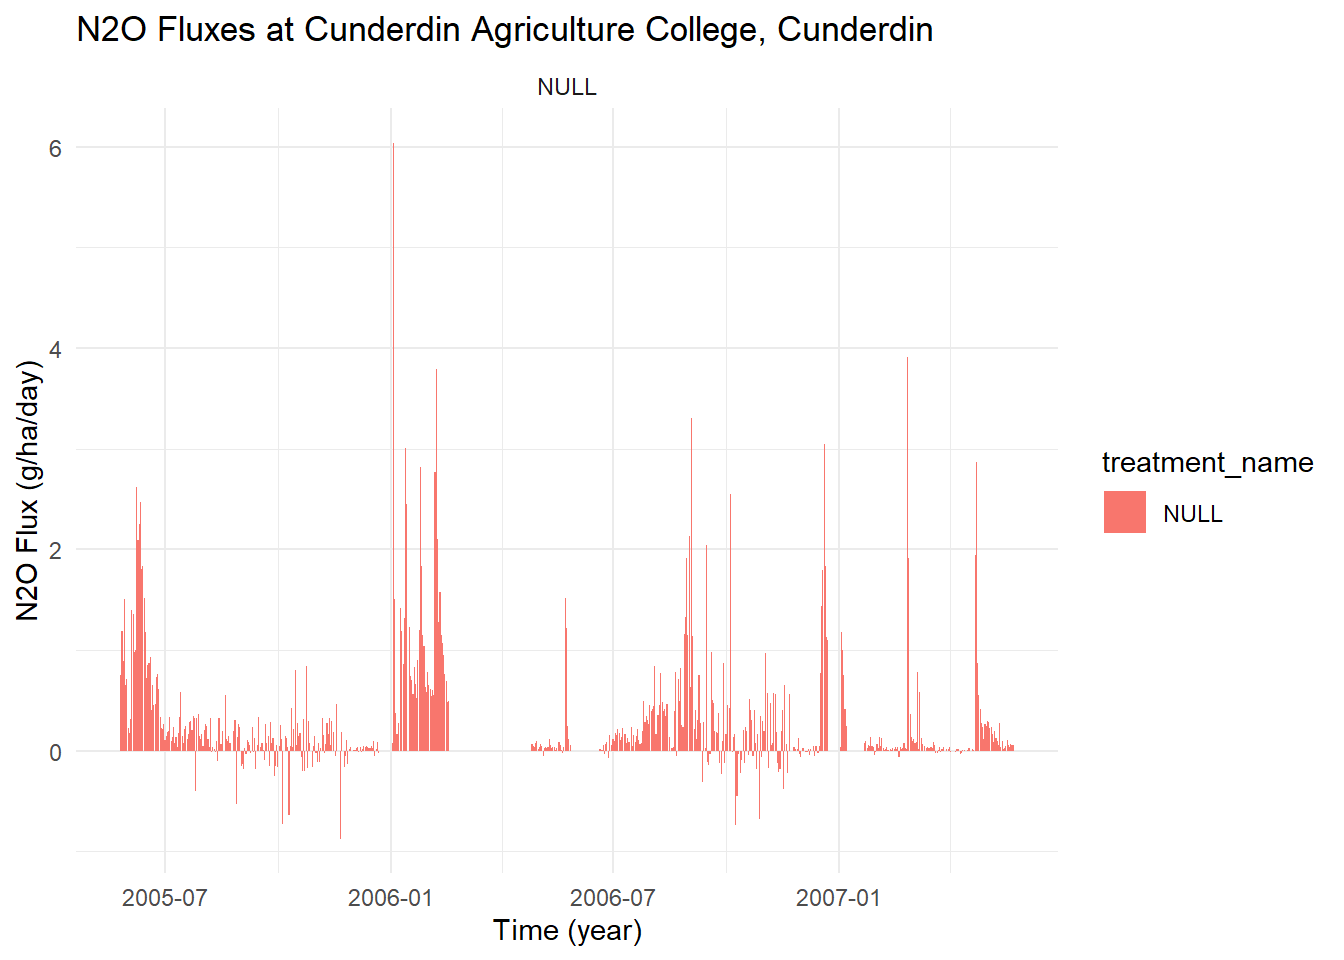 N2O Fluxes at Cunderdin Agriculture College, Cunderdin
NULL
6
4
2
0
N2O Flux (g/ha/day)
2005-07
2006-01
2006-07
2007-01
Time (year)
treatment_name
NULL